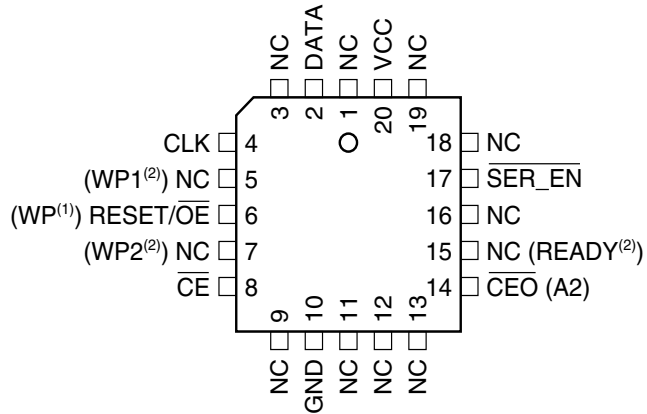 NC DATA NC VCC NC
3 2 1 20 19
CLK 4
(WP1(2)) NC 5
(WP(1)) RESET/OE 6
(WP2(2)) NC 7
CE 8
18 NC
17 SER_EN
16 NC
15 NC (READY(2))
14 CEO (A2)
9 10 11 12 13
NC GND NC NC NC